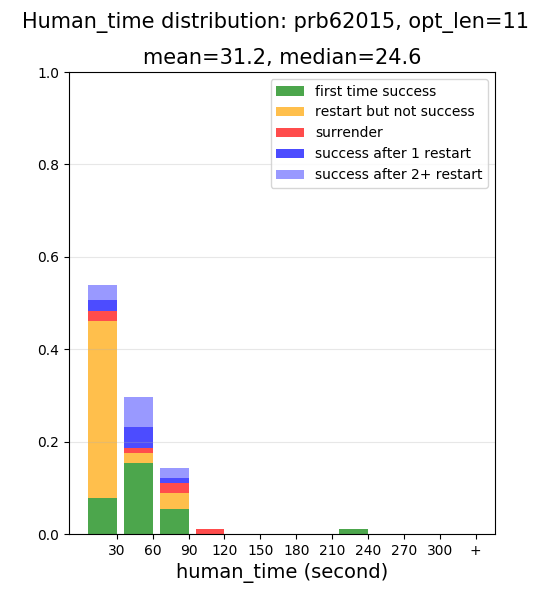 Human_time distribution: prb62015, opt_len=11
mean=31.2, median=24.6
first time success
restart but not success
surrender
success after 1 restart
success after 2+ restart
1.0
0.8
0.6
0.4
0.2
0.0
30 60 90 120 150 180 210 240 270 300 +
human_time (second)